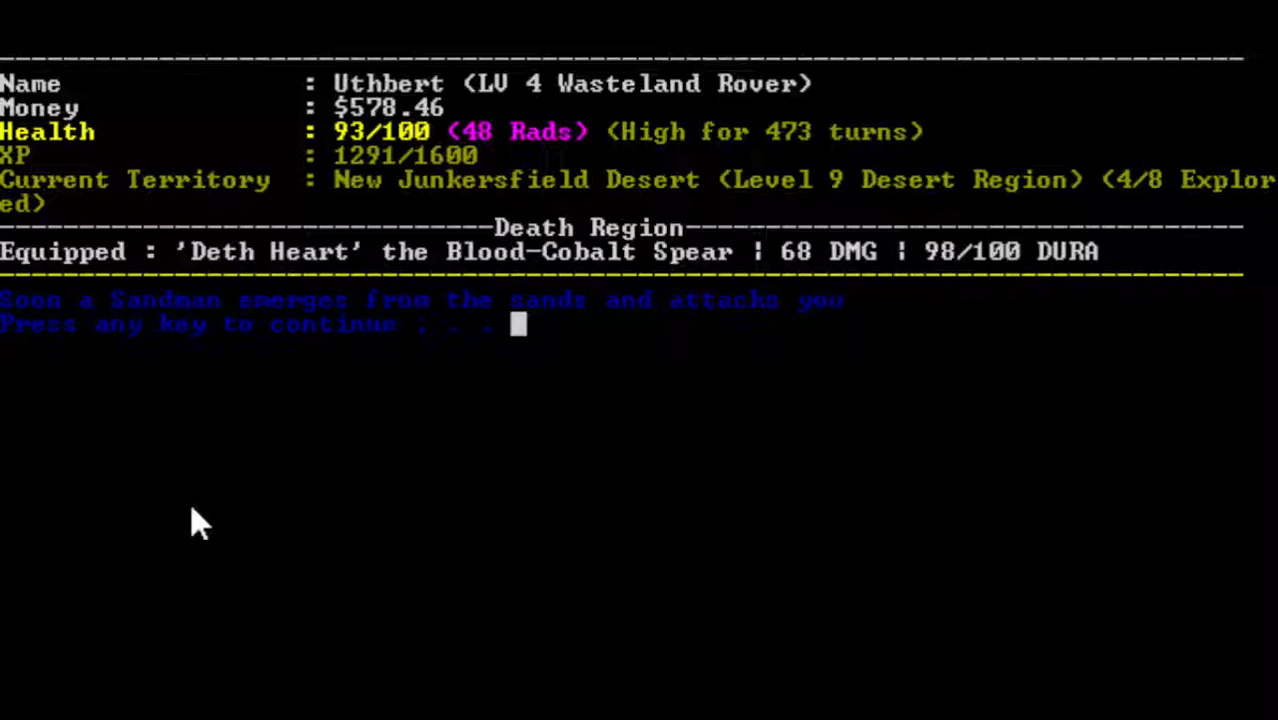 Name : Uthbert (LV 4 Wasteland Rover)
Money : $578.46
Health : 93/100 (48 Rads) (High for 473 turns)
XP : 1291/1600
Current Territory : New Junkersfield Desert (Level 9 Desert Region) (4/8 Explor
ed)
-------------------------------Death Region-----------------------------------
Equipped : 'Deth Heart' the Blood-Cobalt Spear | 68 DMG | 98/100 DURA
Soon a Sandman emerges from the sands and attacks you
Press any key to continue . . .